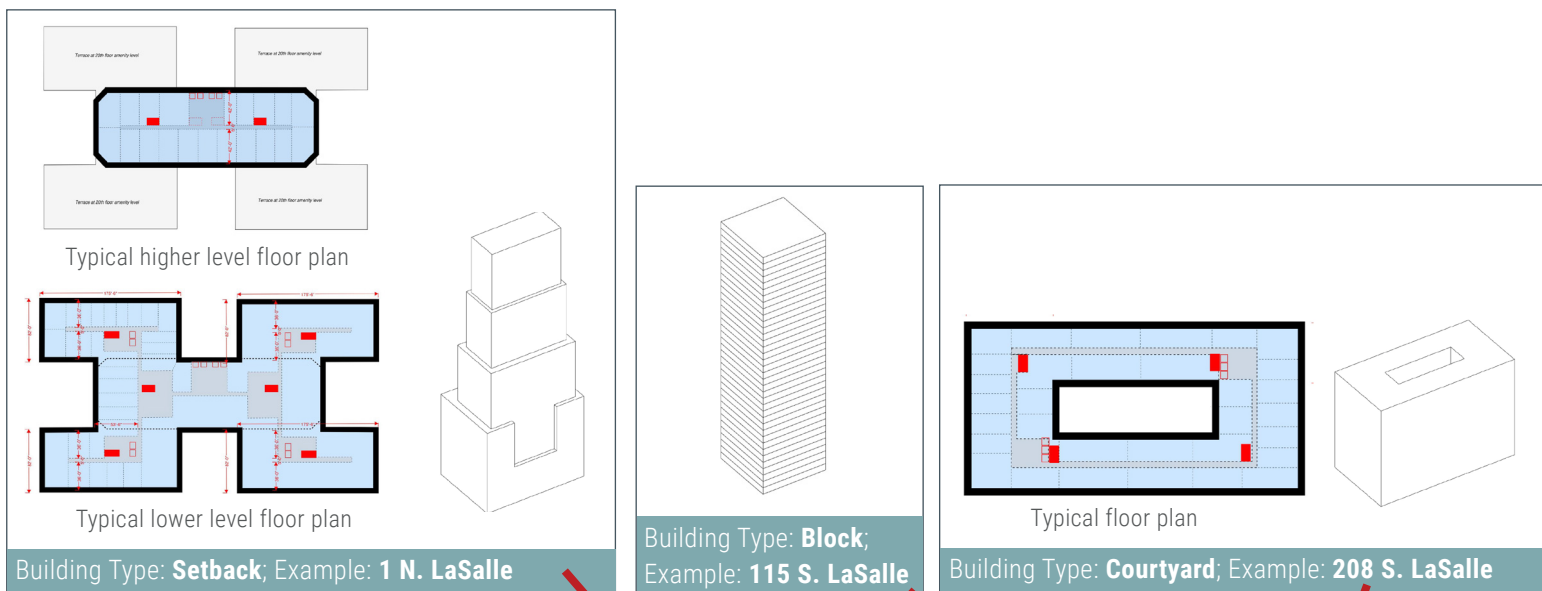 Terrace at 20th floor amenity level
Terrace at 20th floor amenity level
Terrace at 20th floor amenity level
Terrace at 20th floor amenity level
Typical higher level floor plan
Typical lower level floor plan
Building Type: Setback; Example: 1 N. LaSalle
Building Type: Block;
Example: 115 S. LaSalle
Typical floor plan
Building Type: Courtyard; Example: 208 S. LaSalle